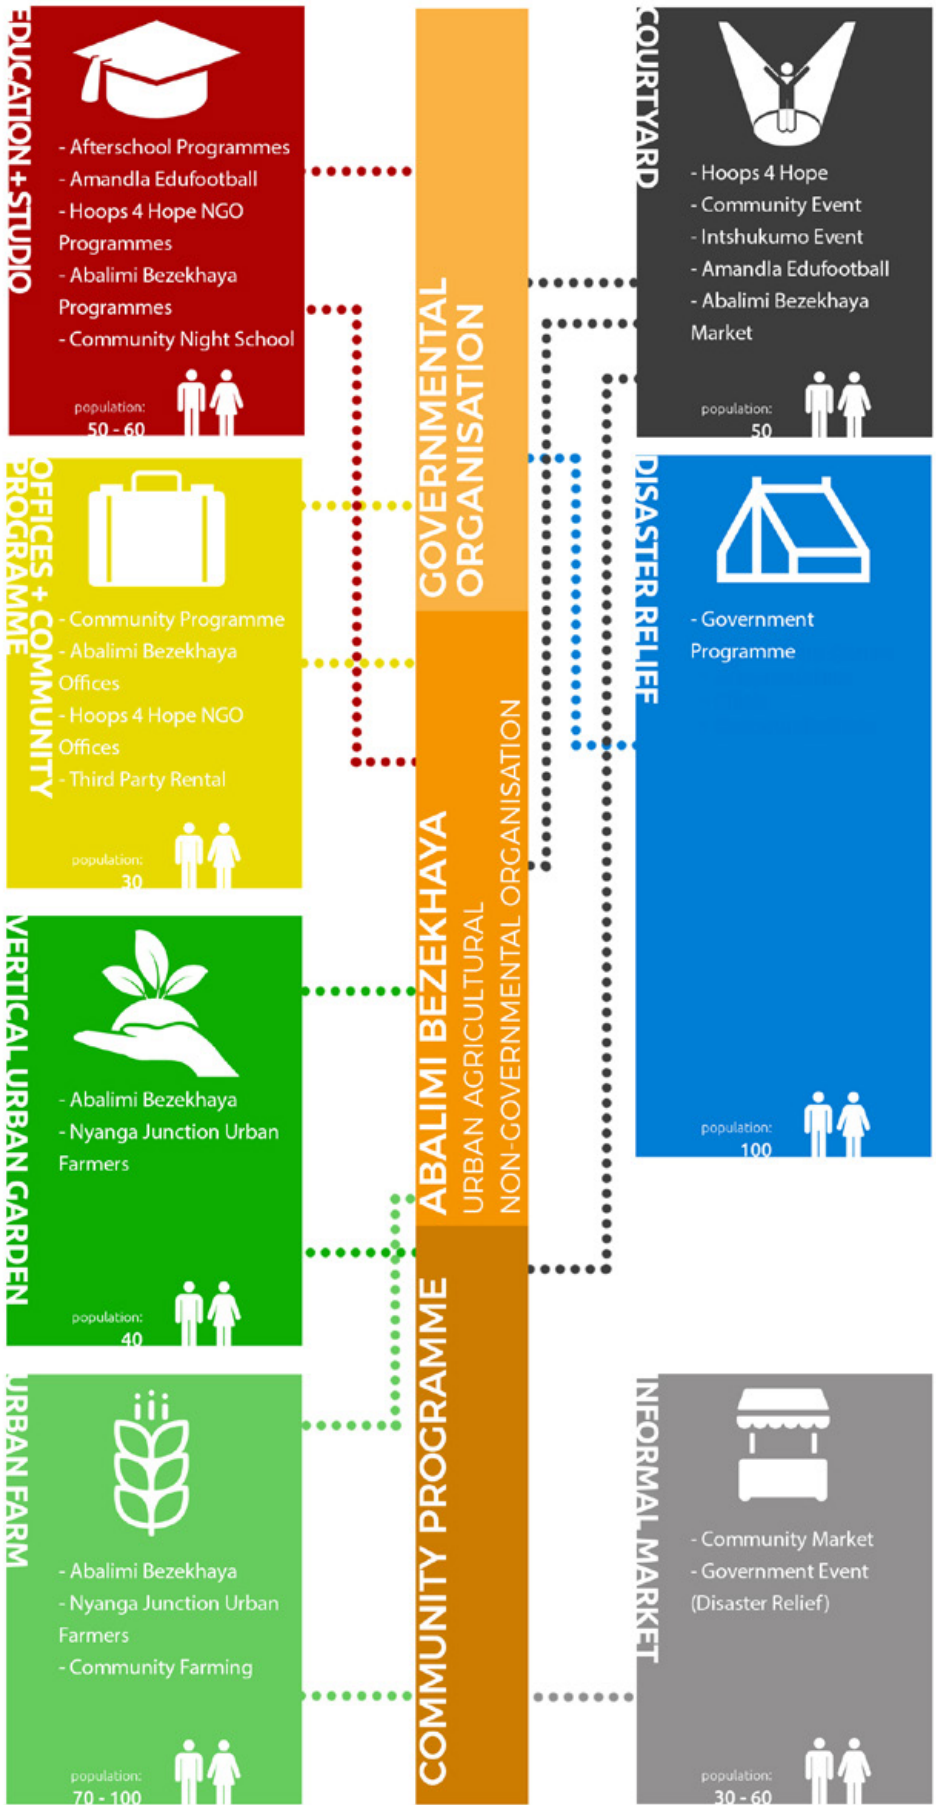 EDUCATION + STUDIO
- Afterschool Programmes
- Amandla Edufootball
- Hoops 4 Hope NGO
Programmes
- Abalimi Bezekhaya
Programmes
- Community Night School
population:
50 - 60
OFFICES + COMMUNITY
PROGRAMME
- Community Programme
- Abalimi Bezekhaya
Offices
- Hoops 4 Hope NGO
Offices
- Third Party Rental
population:
30
VERTICAL URBAN GARDEN
- Abalimi Bezekhaya
- Nyanga Junction Urban
Farmers
population:
40
URBAN FARM
- Abalimi Bezekhaya
- Nyanga Junction Urban
Farmers
- Community Farming
population:
70 - 100
GOVERNMENTAL
ORGANISATION
ABALIMI BEZEKHAYA
URBAN AGRICULTURAL
NON-GOVERNMENTAL ORGANISATION
COMMUNITY PROGRAMME
COURTYARD
- Hoops 4 Hope
- Community Event
- Intshukumo Event
- Amandla Edufootball
- Abalimi Bezekhaya
Market
population:
50
DISASTER RELIEF
- Government
Programme
population:
100
INFORMAL MARKET
- Community Market
- Government Event
(Disaster Relief)
population:
30 - 60